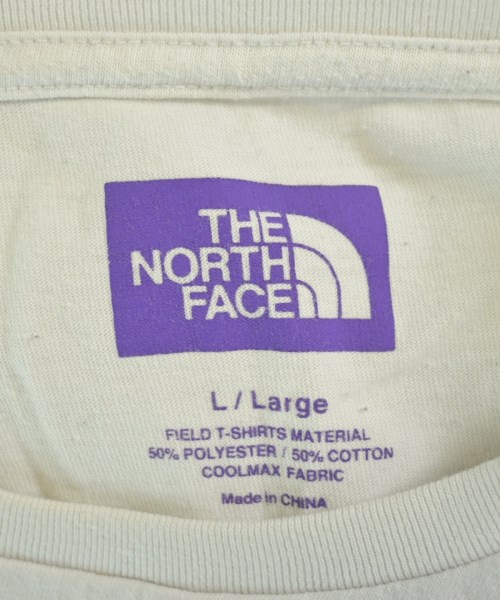 THE
NORTH
FACE
L / Large
FIELD T-SHIRTS MATERIAL
50% POLYESTER / 50% COTTON
COOLMAX FABRIC
Made in CHINA